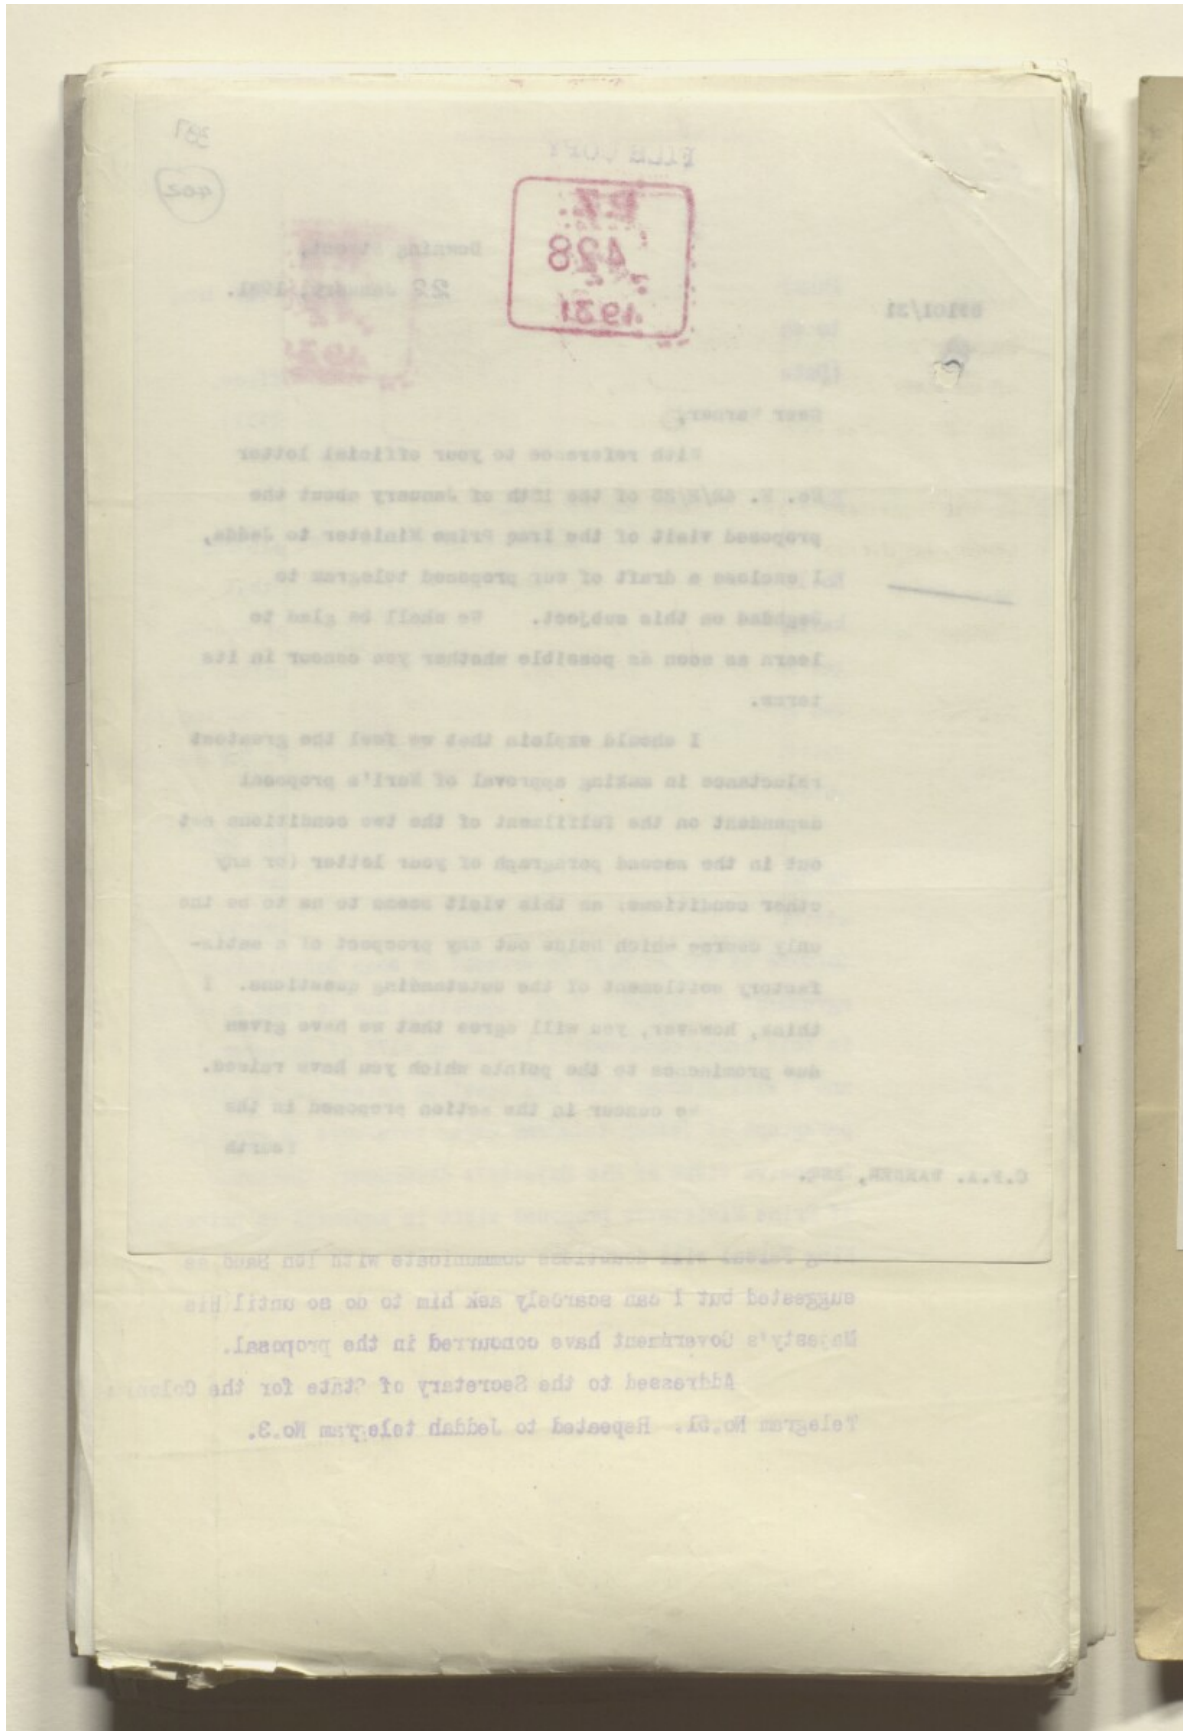 397
402
FILE COPY
P.Z.
428
1931
Downing Street,
22 January, 1931.
89101/31
Dear Warner,
With reference to your official letter
No. E. 42/2/25 of the 12th of January about the
proposed visit of the Iraq Prime Minister to Jedda,
I enclose a draft of our proposed telegram to
Baghdad on this subject. We shall be glad to
learn as soon as possible whether you concur in its
terms.
I should explain that we feel the greatest
reluctance in making approval of Nuri's proposal
dependent on the fulfilment of the two conditions set
out in the second paragraph of your letter (or any
other conditions) as this visit seems to us to be the
only course which holds out any prospect of a satis-
factory settlement of the outstanding questions. I
think, however, you will agree that we have given
due prominence to the points which you have raised.
We concur in the action proposed in the
fourth
C.F.A. WARNER, ESQ.
King Faisal will doubtless communicate with Ibn Saud as
suggested but I can scarcely ask him to do so until His
Majesty's Government have concurred in the proposal.
Addressed to the Secretary of State for the
Telegram No.51. Repeated to Jeddah telegram No.3.